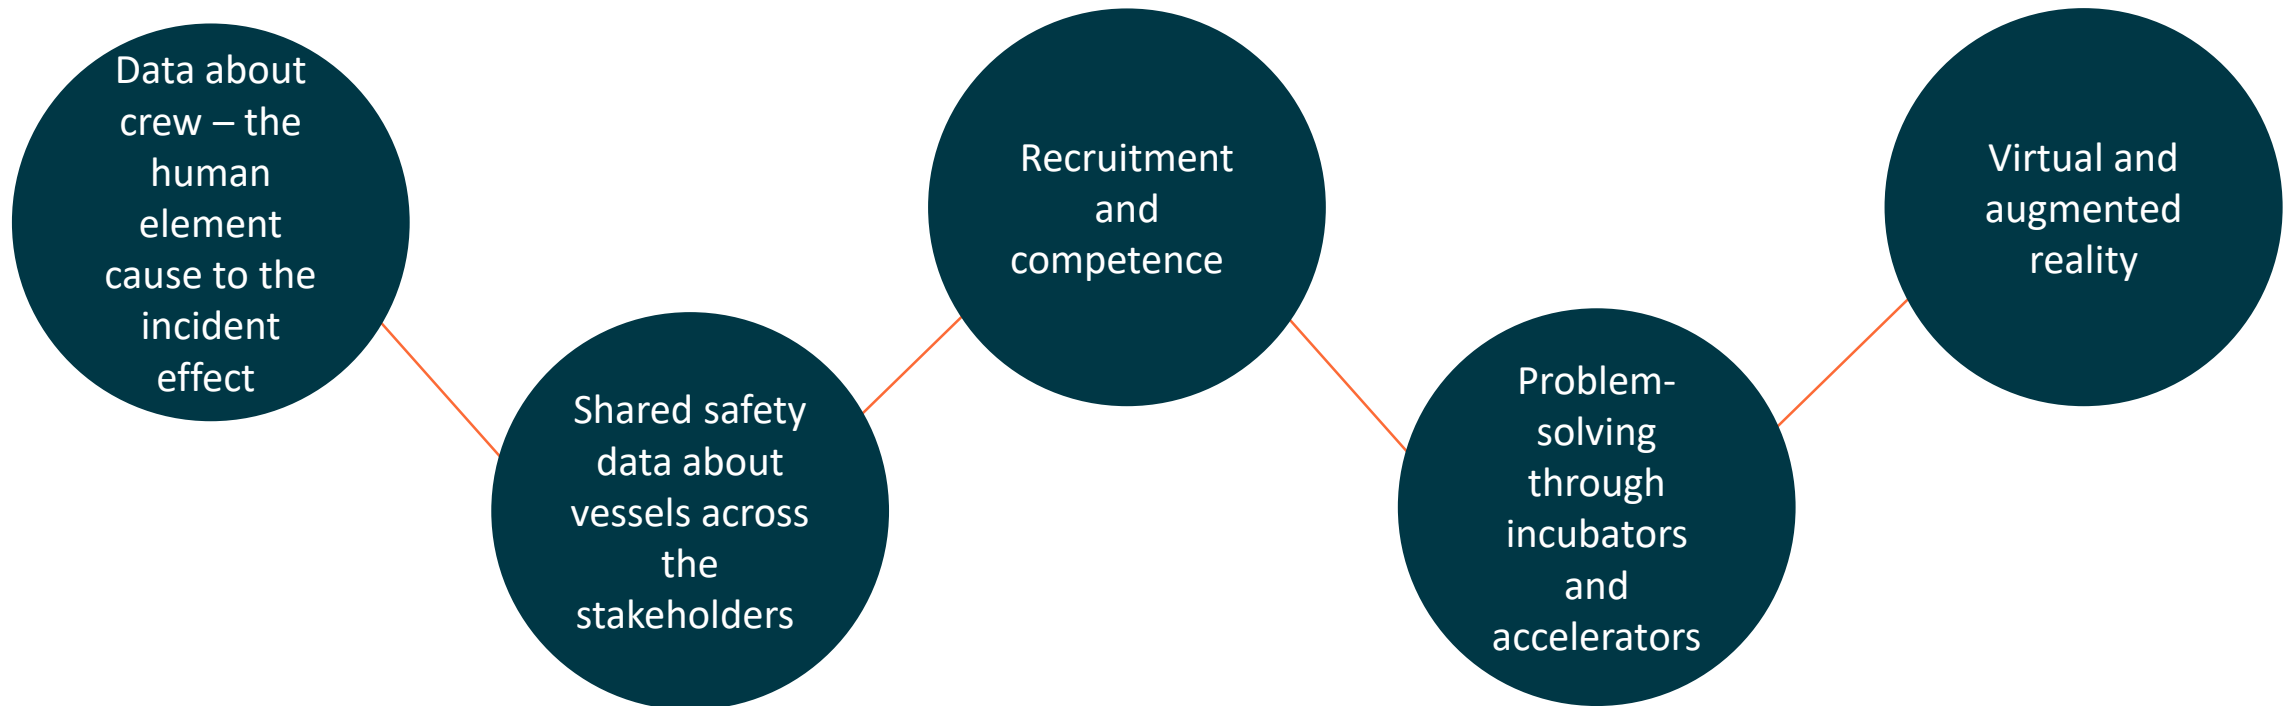 Data about
crew – the
human
element
cause to the
incident
effect
Shared safety
data about
vessels across
the
stakeholders
Recruitment
and
competence
Problem-
solving
through
incubators
and
accelerators
Virtual and
augmented
reality